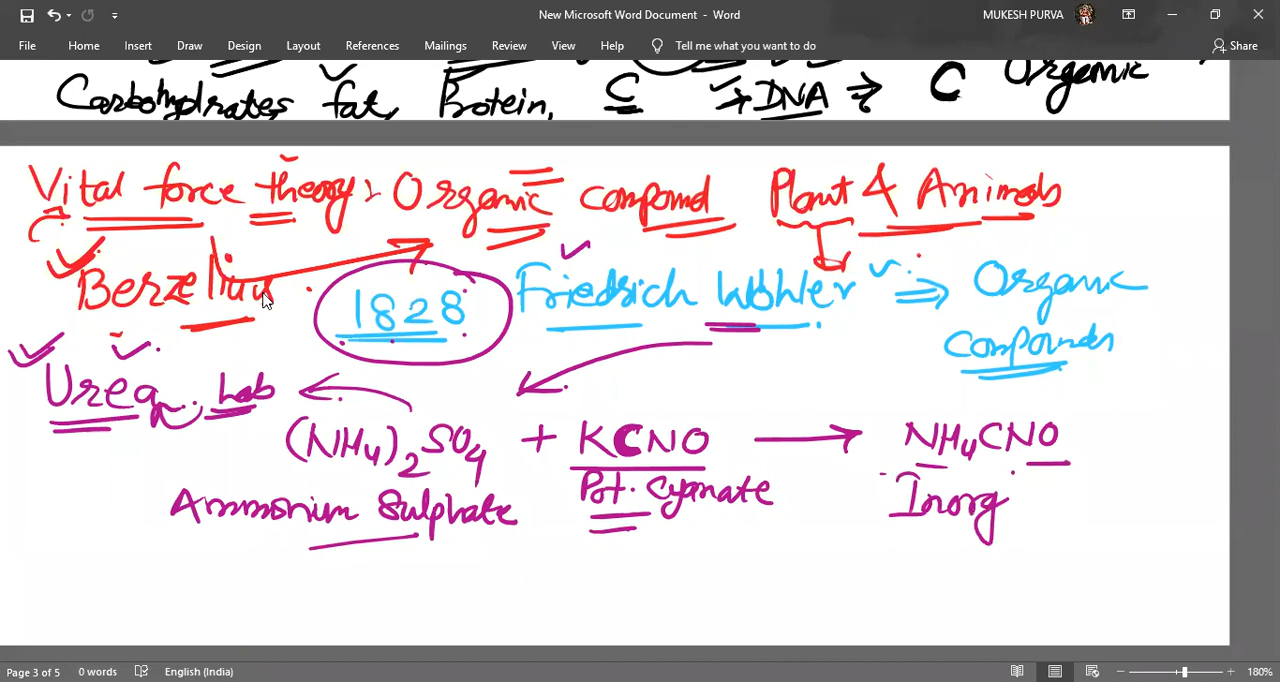 New Microsoft Word Document - Word
MUKESH PURVA
File Home Insert Draw Design Layout References Mailings Review View Help Tell me what you want to do Share
Organic
Carbohydrates fat, Protein, C → DNA ⇒ C
Vital force theory: Organic compound Plant & Animals
Berzelius 1828 Friedrich Wohler ⇒ Organic
compounds
Urea Lab
(NH4)2SO4 + KCNO → NH4CNO
Ammonium Sulphate Pot. Cyanate Inorg
Page 3 of 5 0 words English (India) 180%